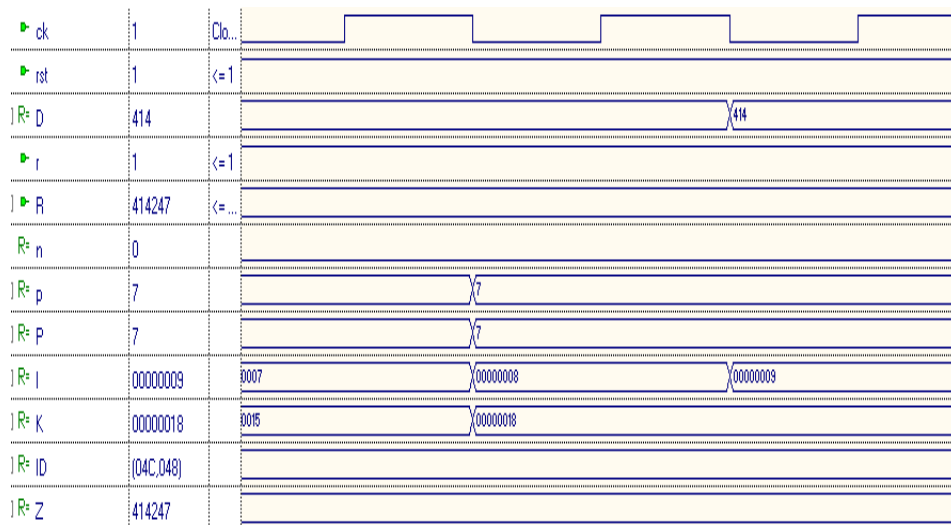 ck 1 Clo...
rst 1 <= 1
R= D 414 414
r 1 <= 1
R 414247 <= ...
R= n 0
R= p 7 7
R= P 7 7
R= I 00000009 0007 00000008 00000009
R= K 00000018 0015 00000018
R= ID (04C,048)
R= Z 414247